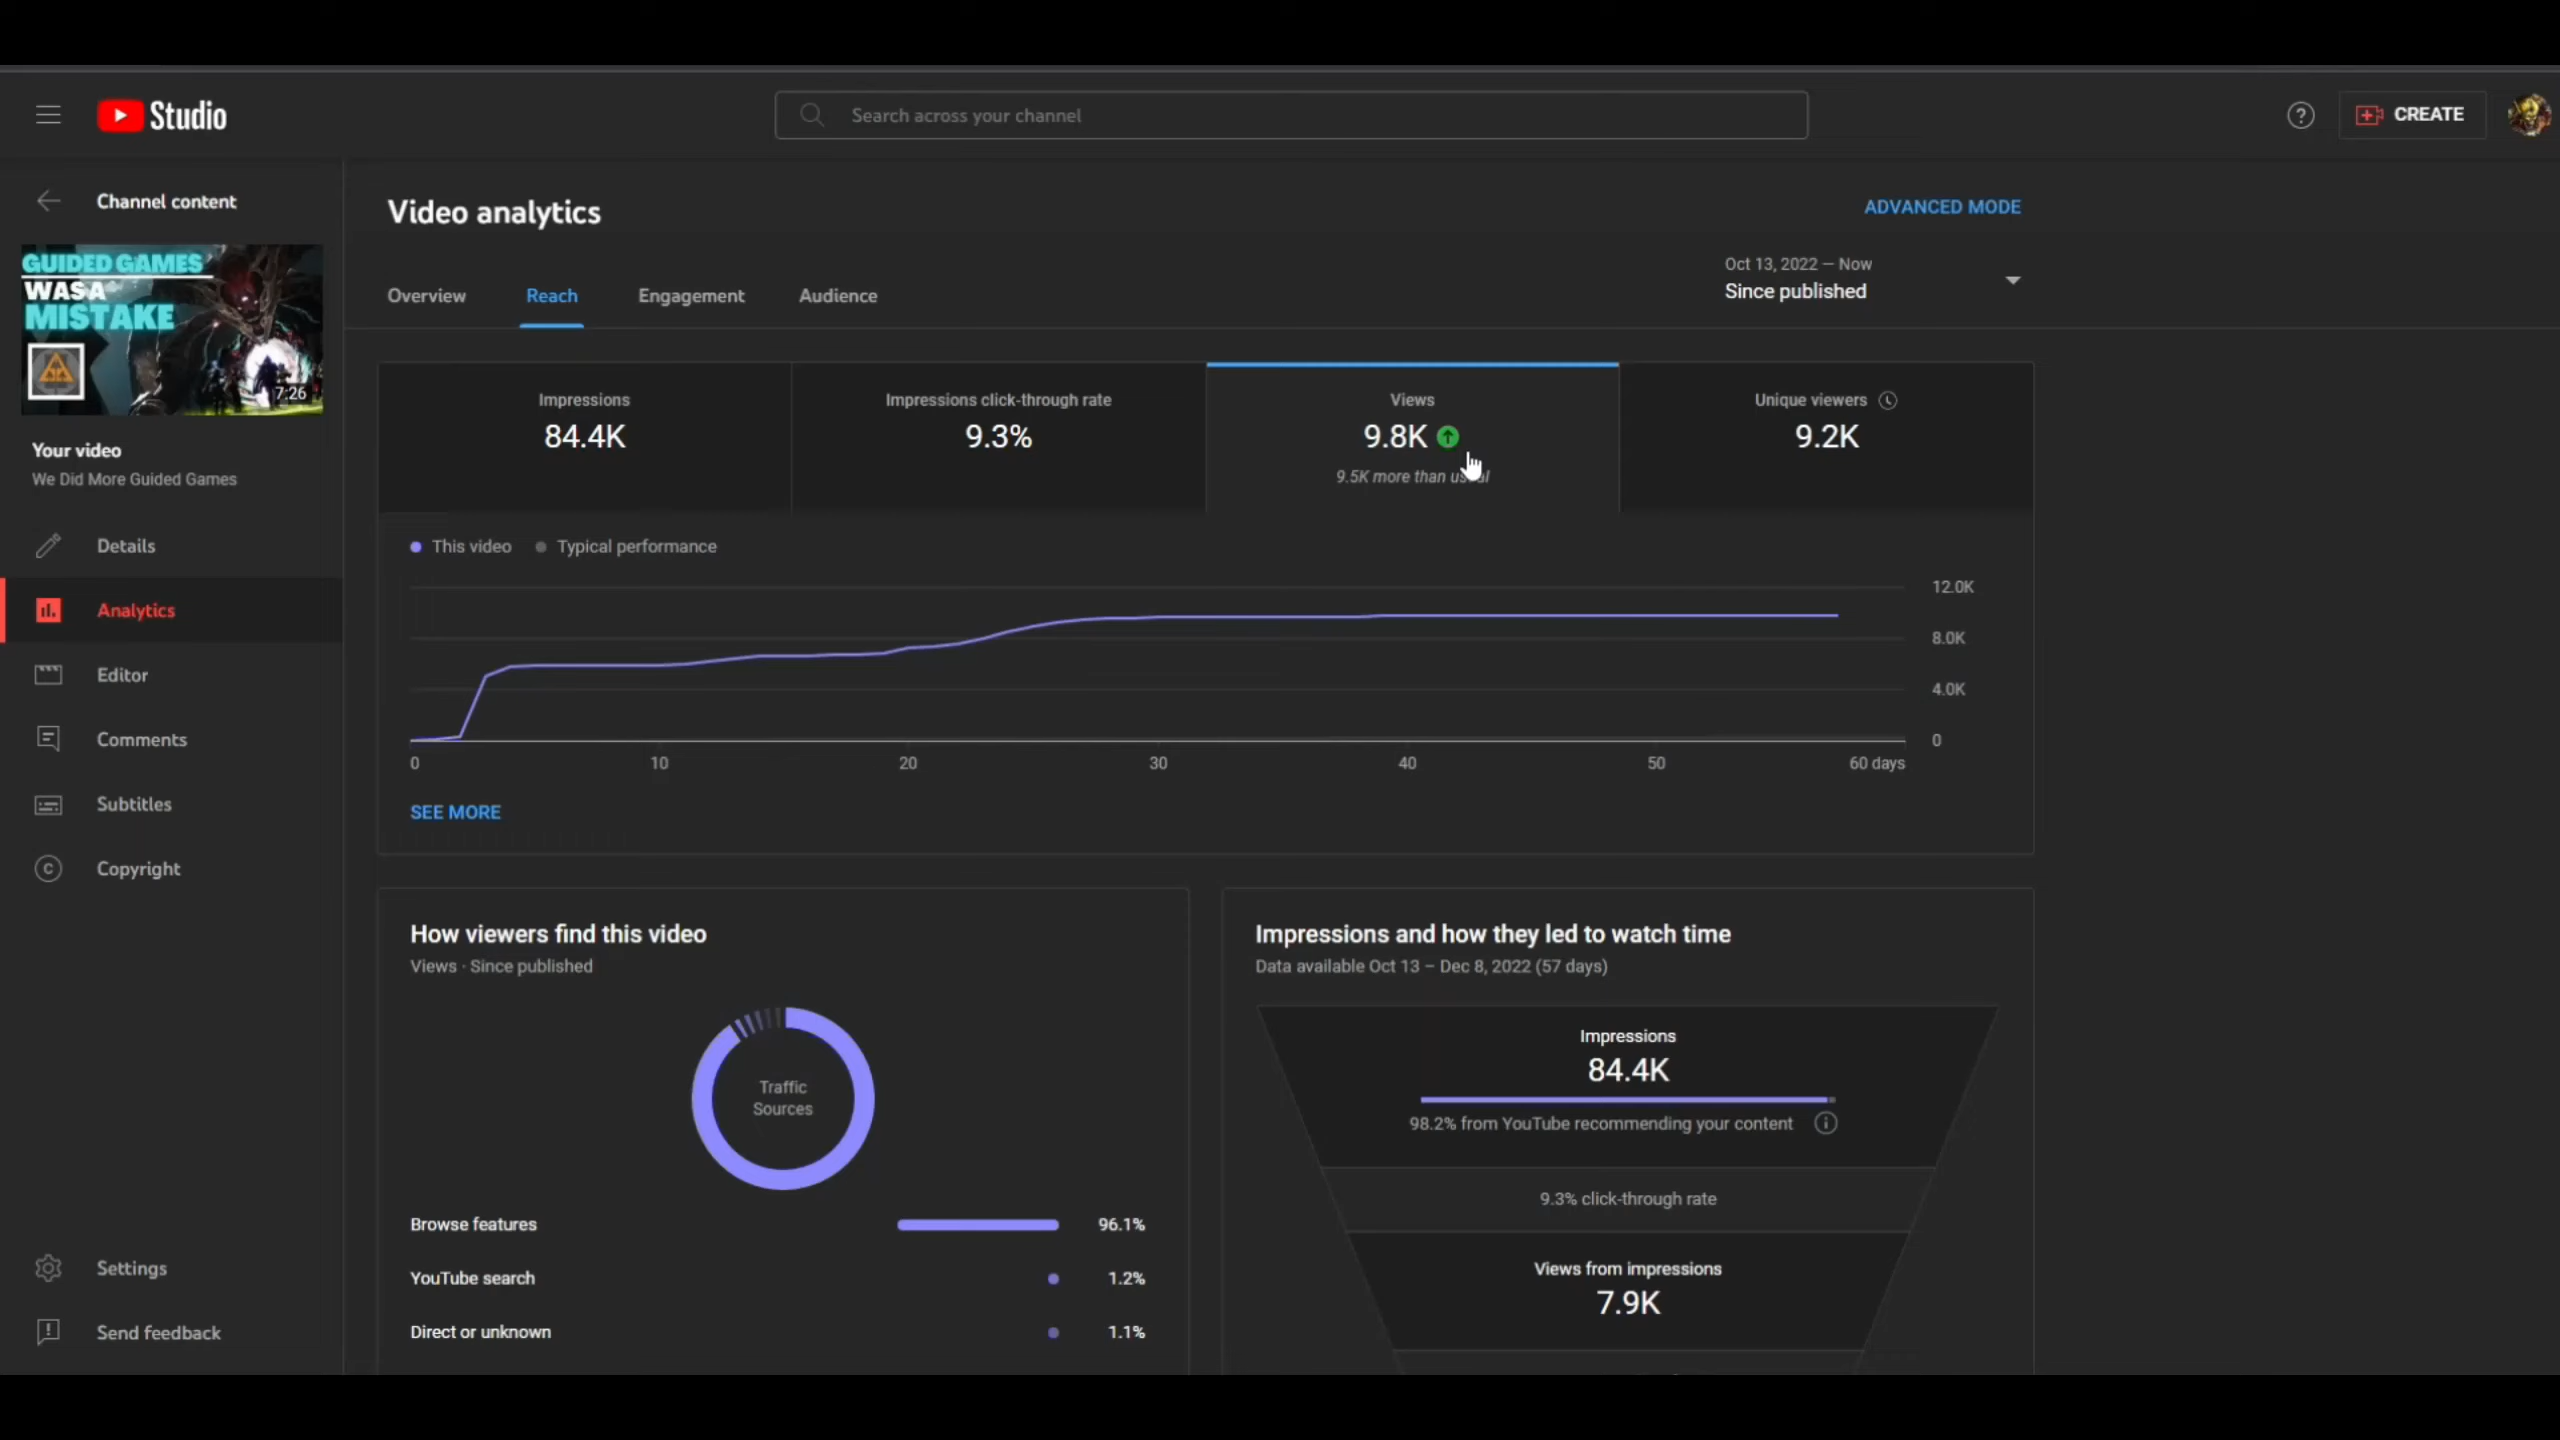 Studio
Search across your channel
?
CREATE
Channel content
GUIDED GAMES
WAS A
MISTAKE
7:26
Your video
We Did More Guided Games
Details
Analytics
Editor
Comments
Subtitles
Copyright
Settings
Send feedback
Video analytics
ADVANCED MODE
Overview
Reach
Engagement
Audience
Oct 13, 2022 – Now
Since published
Impressions
84.4K
Impressions click-through rate
9.3%
Views
9.8K
9.5K more than usual
Unique viewers
9.2K
This video
Typical performance
12.0K
8.0K
4.0K
0
0 10 20 30 40 50 60 days
SEE MORE
How viewers find this video
Views · Since published
Traffic
Sources
Browse features 96.1%
YouTube search 1.2%
Direct or unknown 1.1%
Impressions and how they led to watch time
Data available Oct 13 – Dec 8, 2022 (57 days)
Impressions
84.4K
98.2% from YouTube recommending your content
9.3% click-through rate
Views from impressions
7.9K